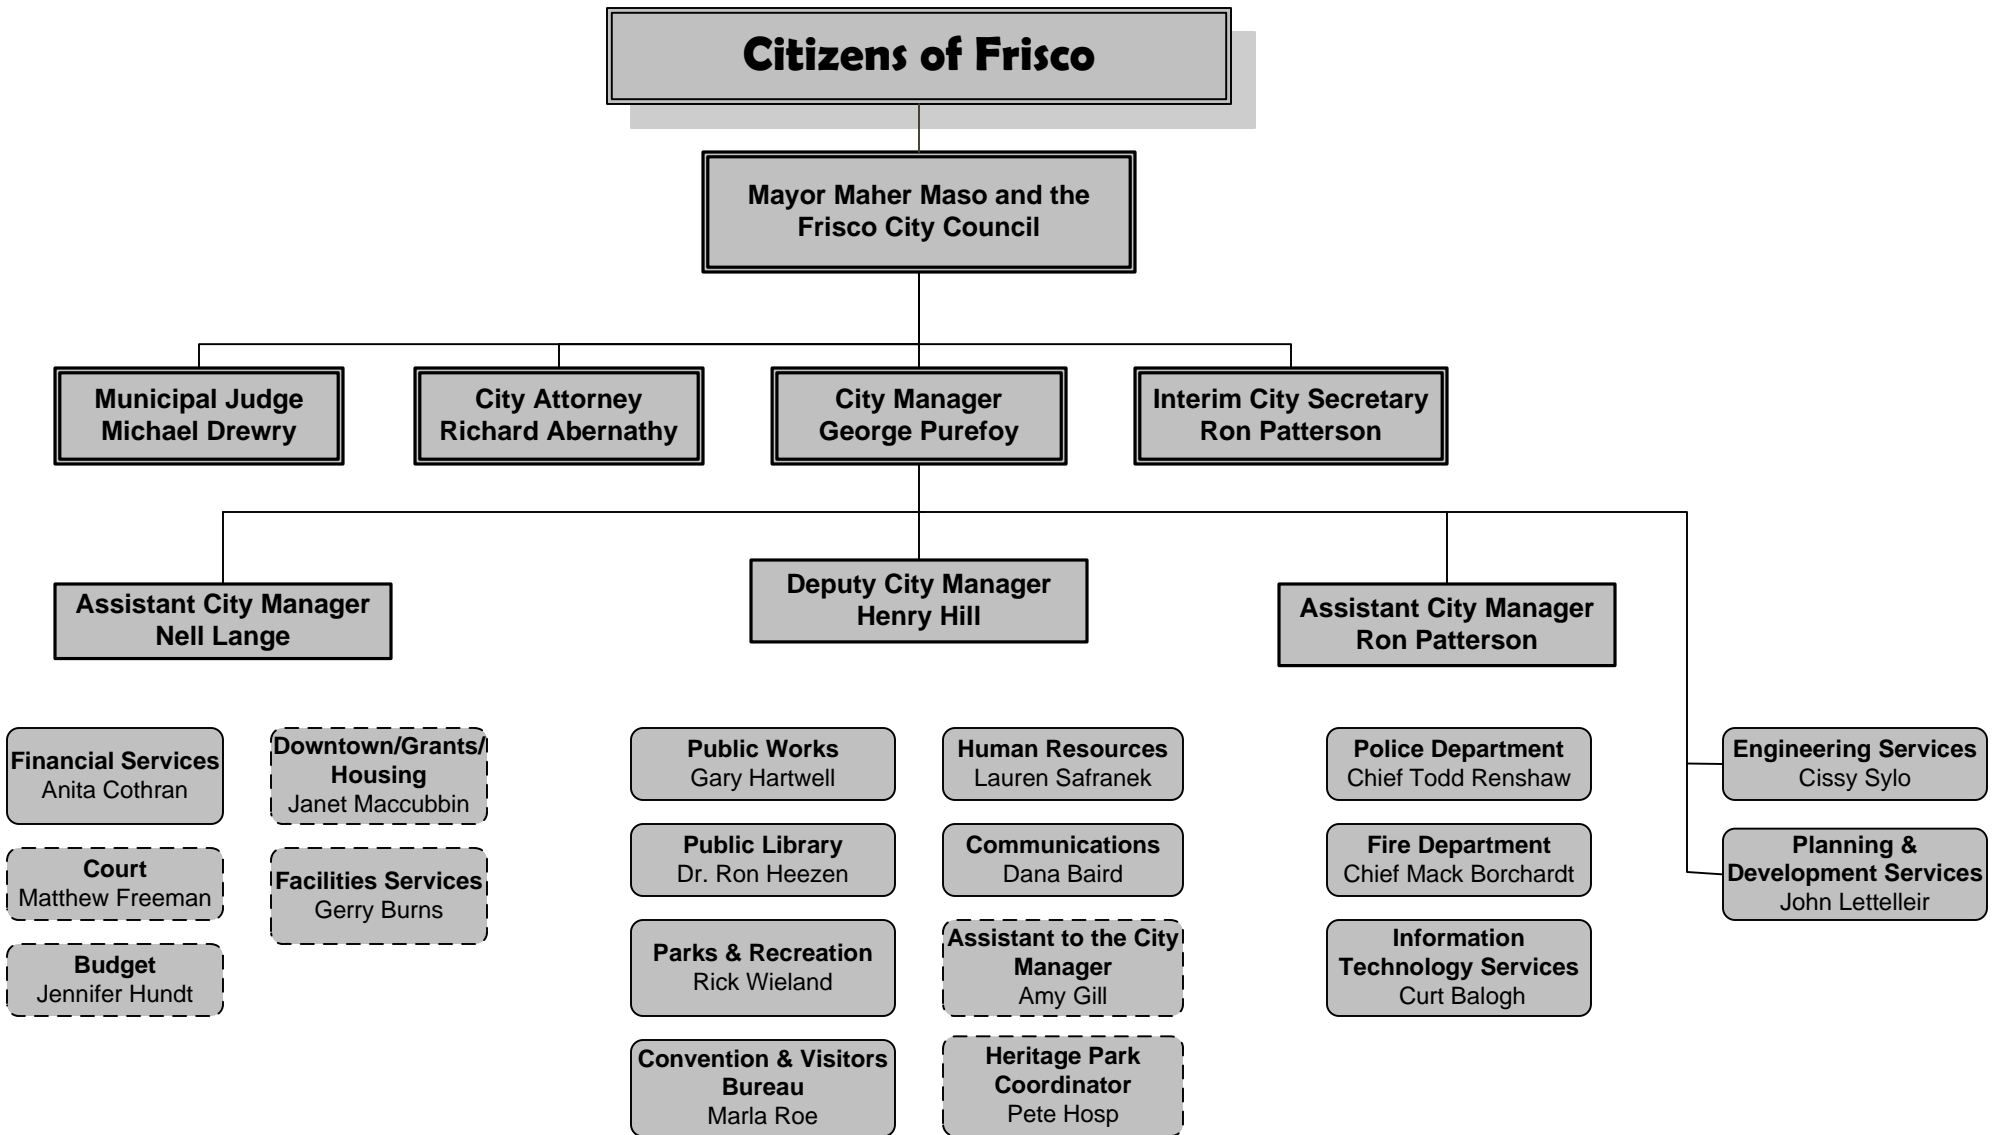 Citizens of Frisco
Mayor Maher Maso and the
Frisco City Council
Municipal Judge
Michael Drewry
City Attorney
Richard Abernathy
City Manager
George Purefoy
Interim City Secretary
Ron Patterson
Assistant City Manager
Nell Lange
Deputy City Manager
Henry Hill
Assistant City Manager
Ron Patterson
Financial Services
Anita Cothran
Court
Matthew Freeman
Budget
Jennifer Hundt
Downtown/Grants/
Housing
Janet Maccubbin
Facilities Services
Gerry Burns
Public Works
Gary Hartwell
Public Library
Dr. Ron Heezen
Parks & Recreation
Rick Wieland
Convention & Visitors
Bureau
Marla Roe
Human Resources
Lauren Safranek
Communications
Dana Baird
Assistant to the City
Manager
Amy Gill
Heritage Park
Coordinator
Pete Hosp
Police Department
Chief Todd Renshaw
Fire Department
Chief Mack Borchardt
Information
Technology Services
Curt Balogh
Engineering Services
Cissy Sylo
Planning &
Development Services
John Lettelleir